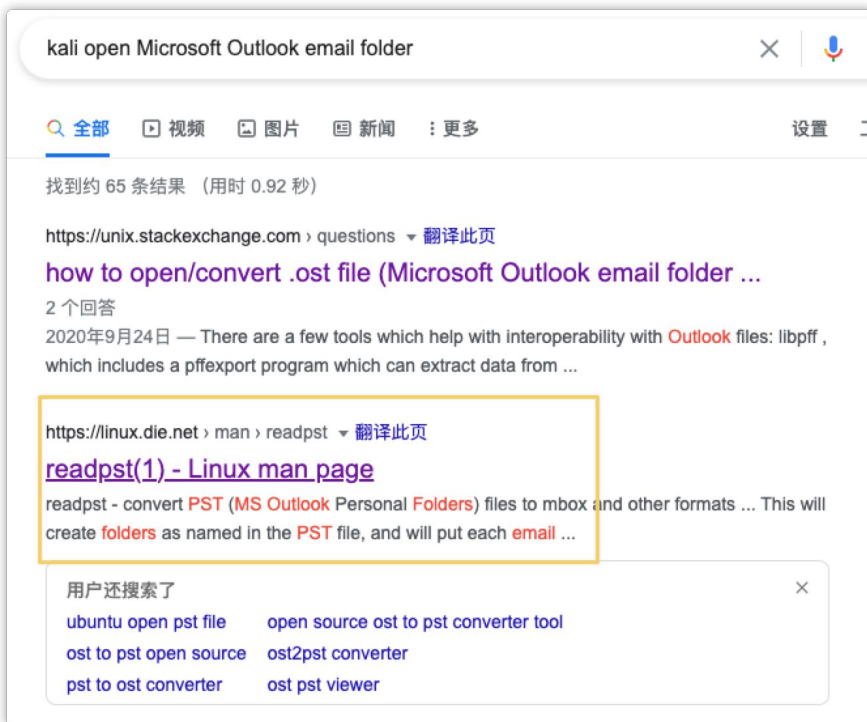 kali open Microsoft Outlook email folder
全部 视频 图片 新闻 更多 设置
找到约 65 条结果 （用时 0.92 秒）
https://unix.stackexchange.com › questions 翻译此页
how to open/convert .ost file (Microsoft Outlook email folder ...
2 个回答
2020年9月24日 — There are a few tools which help with interoperability with Outlook files: libpff ,
which includes a pffexport program which can extract data from ...
https://linux.die.net › man › readpst 翻译此页
readpst(1) - Linux man page
readpst - convert PST (MS Outlook Personal Folders) files to mbox and other formats ... This will
create folders as named in the PST file, and will put each email ...
用户还搜索了
ubuntu open pst file open source ost to pst converter tool
ost to pst open source ost2pst converter
pst to ost converter ost pst viewer